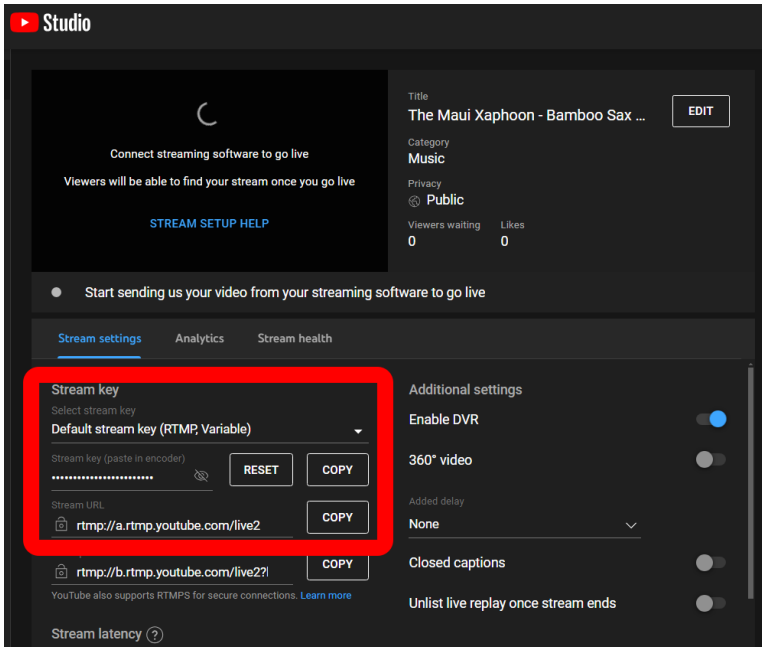 Studio
Connect streaming software to go live
Viewers will be able to find your stream once you go live
STREAM SETUP HELP
Title
The Maui Xaphoon - Bamboo Sax ...
EDIT
Category
Music
Privacy
Public
Viewers waiting Likes
0 0
Start sending us your video from your streaming software to go live
Stream settings Analytics Stream health
Stream key
Select stream key
Default stream key (RTMP, Variable)
Stream key (paste in encoder)
••••••••••••••••••••••••
RESET COPY
Stream URL
rtmp://a.rtmp.youtube.com/live2
COPY
rtmp://b.rtmp.youtube.com/live2?
COPY
YouTube also supports RTMPS for secure connections. Learn more
Stream latency ?
Additional settings
Enable DVR
360° video
Added delay
None
Closed captions
Unlist live replay once stream ends